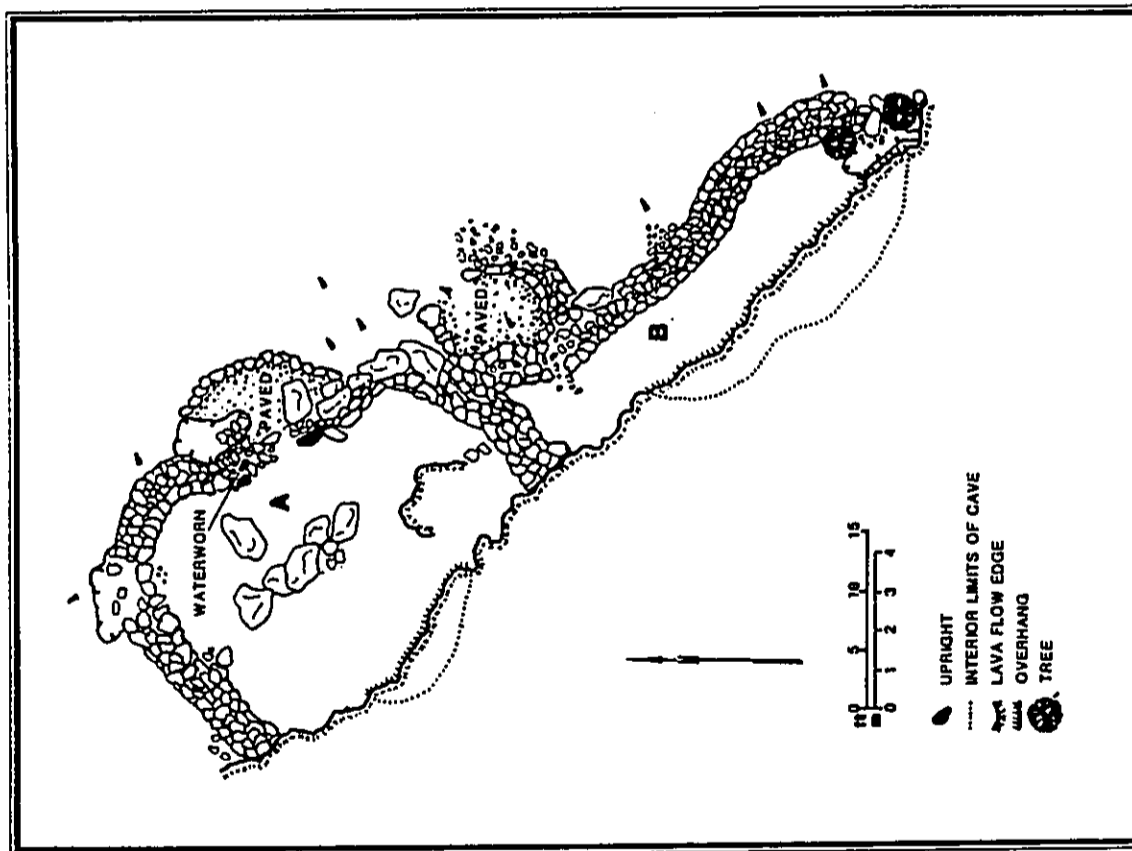 WATERWORN
A
PAVED
PAVED
B
ft 0 5 10 15
m 0 1 2 3 4
UPRIGHT
INTERIOR LIMITS OF CAVE
LAVA FLOW EDGE
OVERHANG
TREE